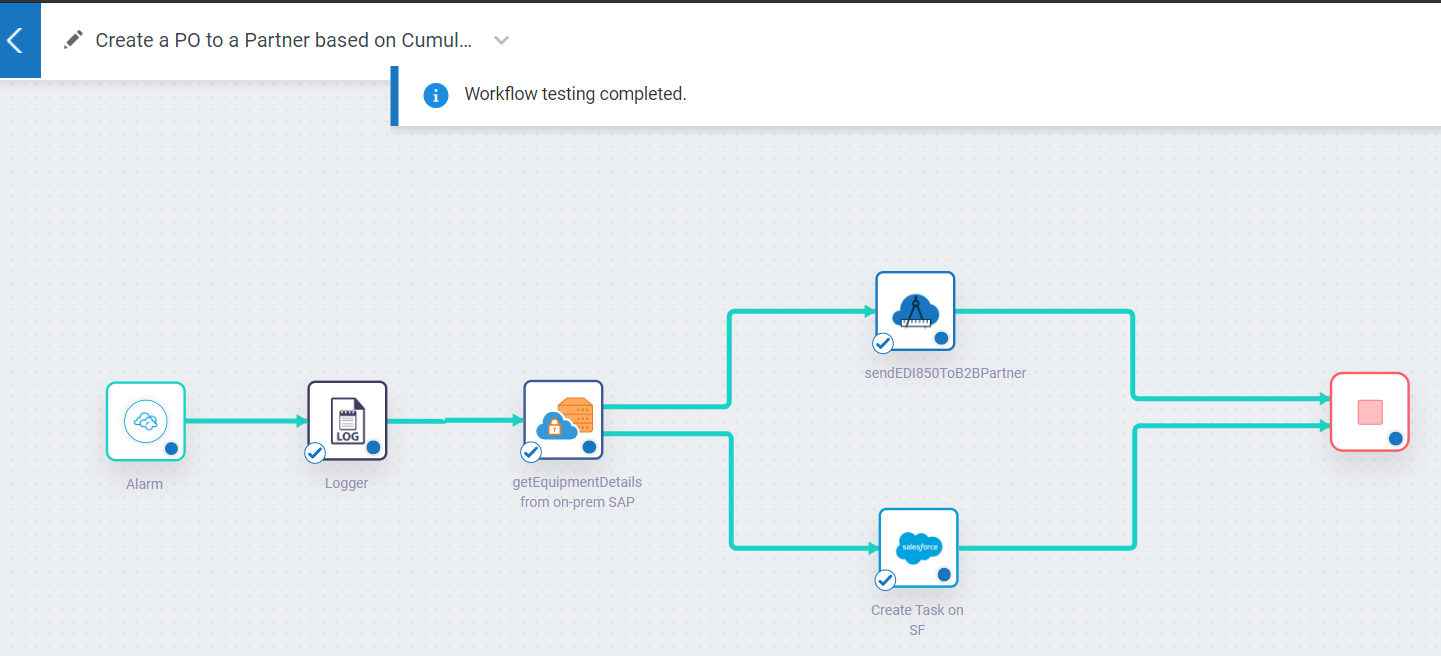 Create a PO to a Partner based on Cumul...
Workflow testing completed.
sendEDI850ToB2BPartner
LOG
Alarm
Logger
getEquipmentDetails
from on-prem SAP
salesforce
Create Task on
SF